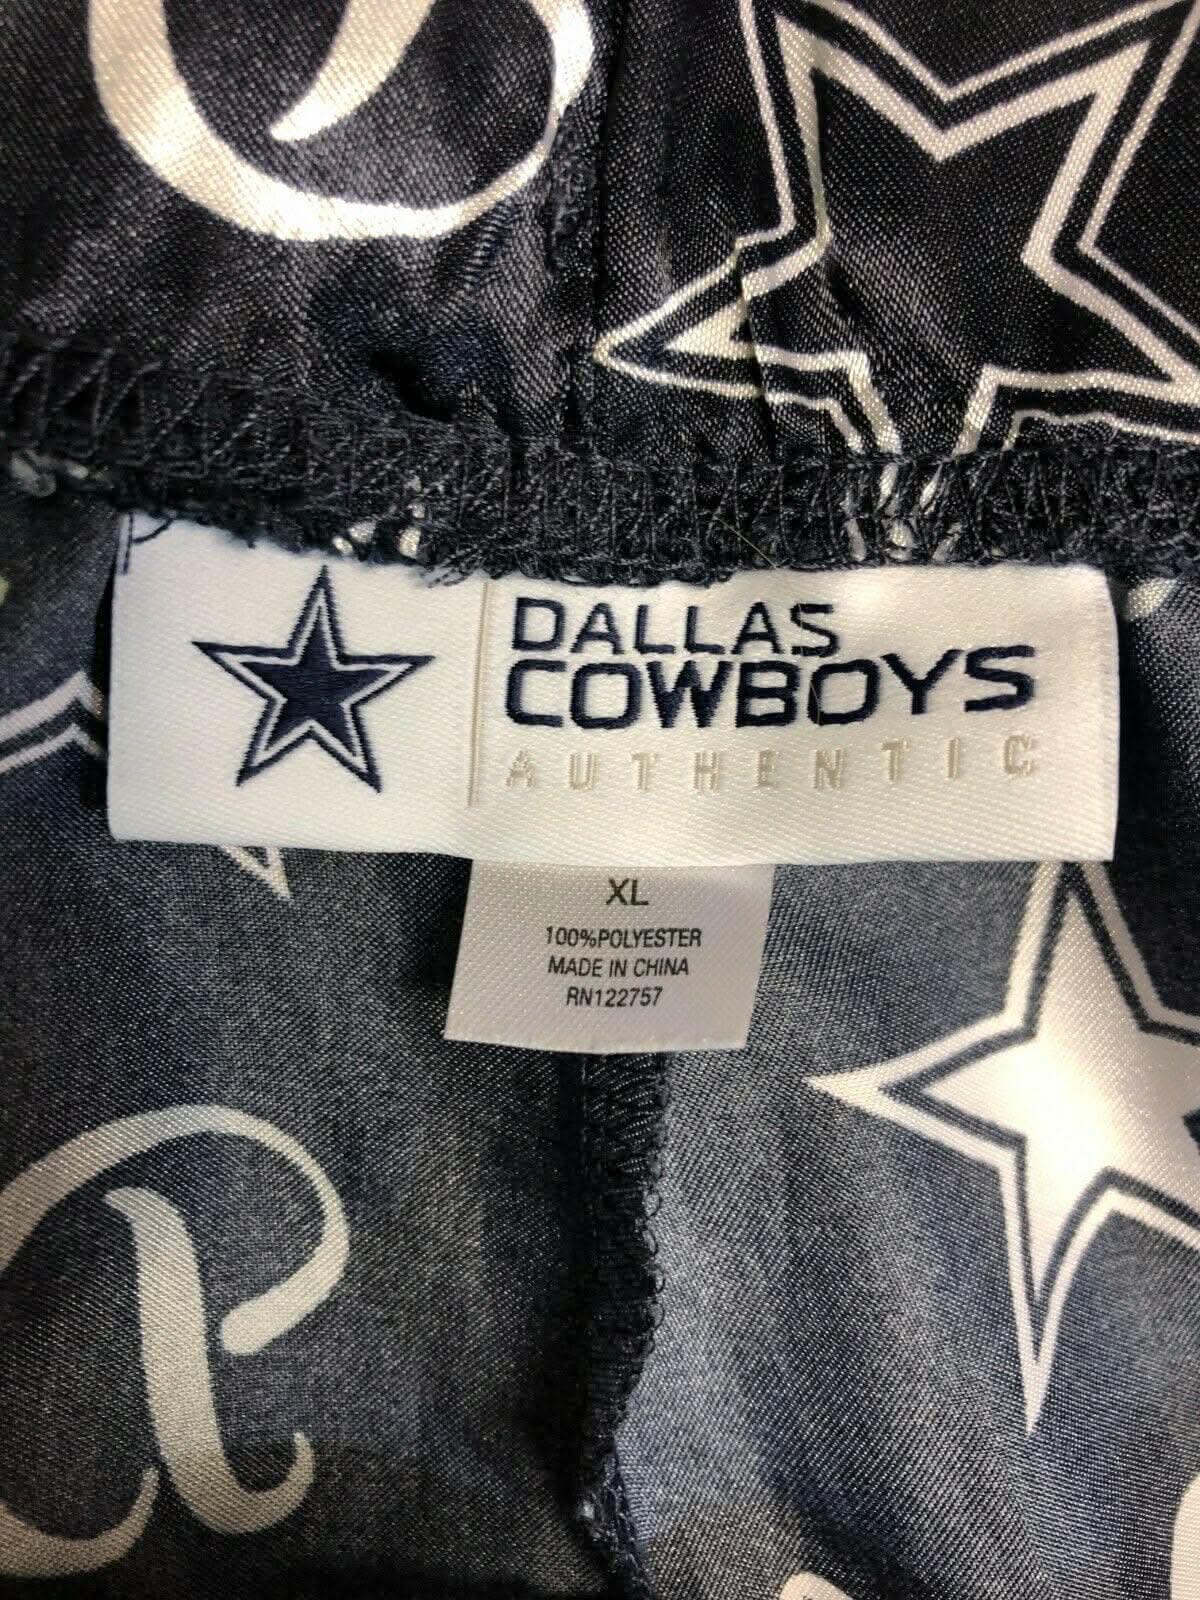 DALLAS
COWBOYS
AUTHENTIC
XL
100%POLYESTER
MADE IN CHINA
RN122757